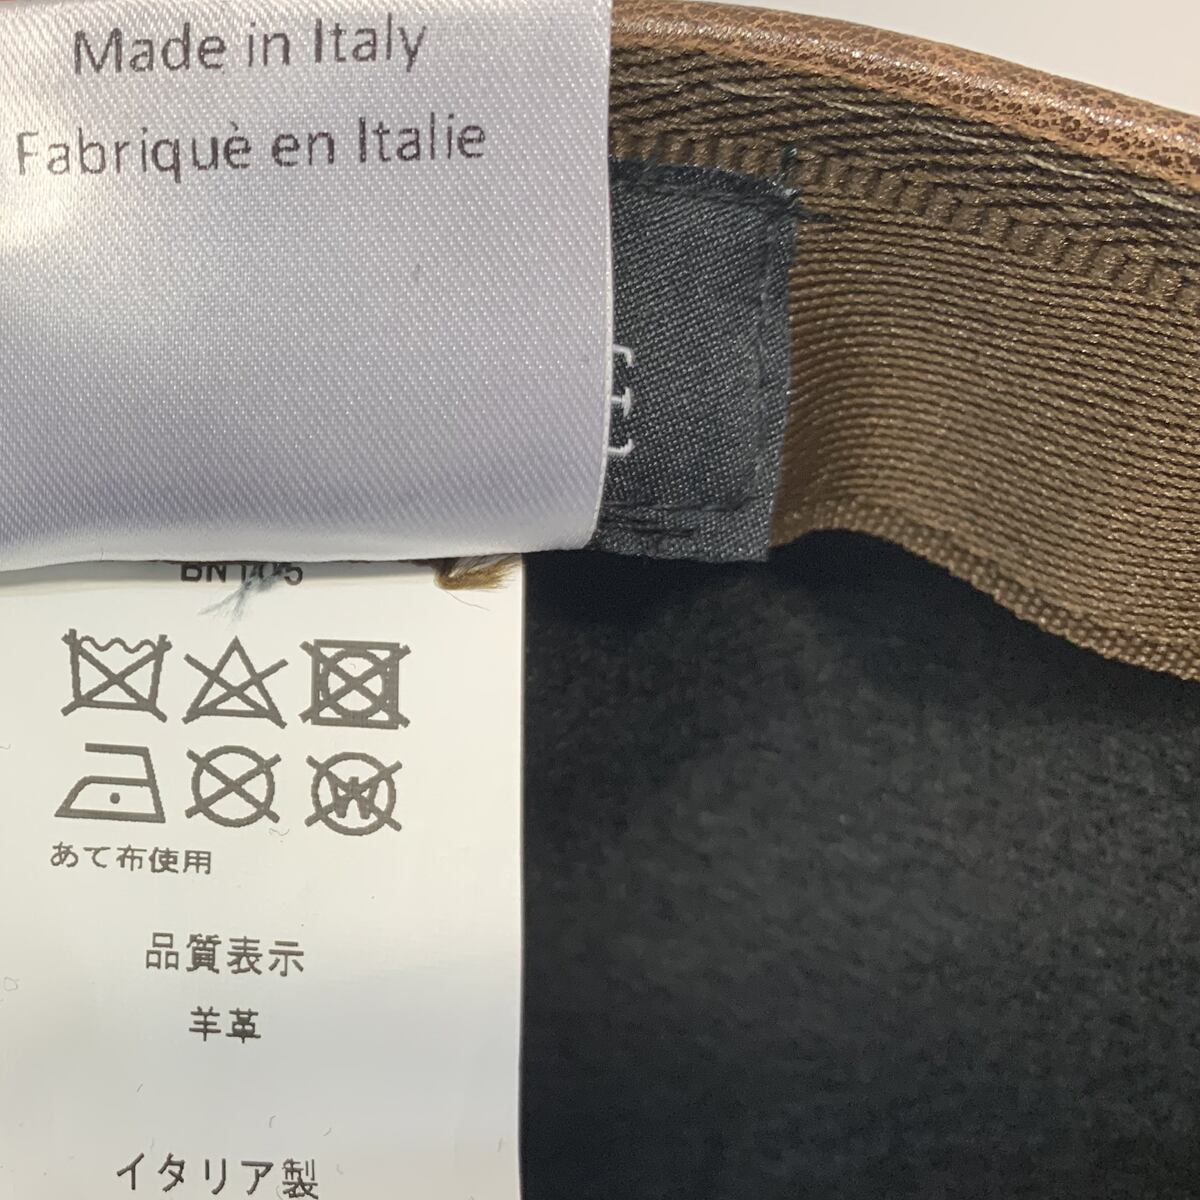 Made in Italy
Fabriquè en Italie
あて布使用
品質表示
羊革
イタリア製